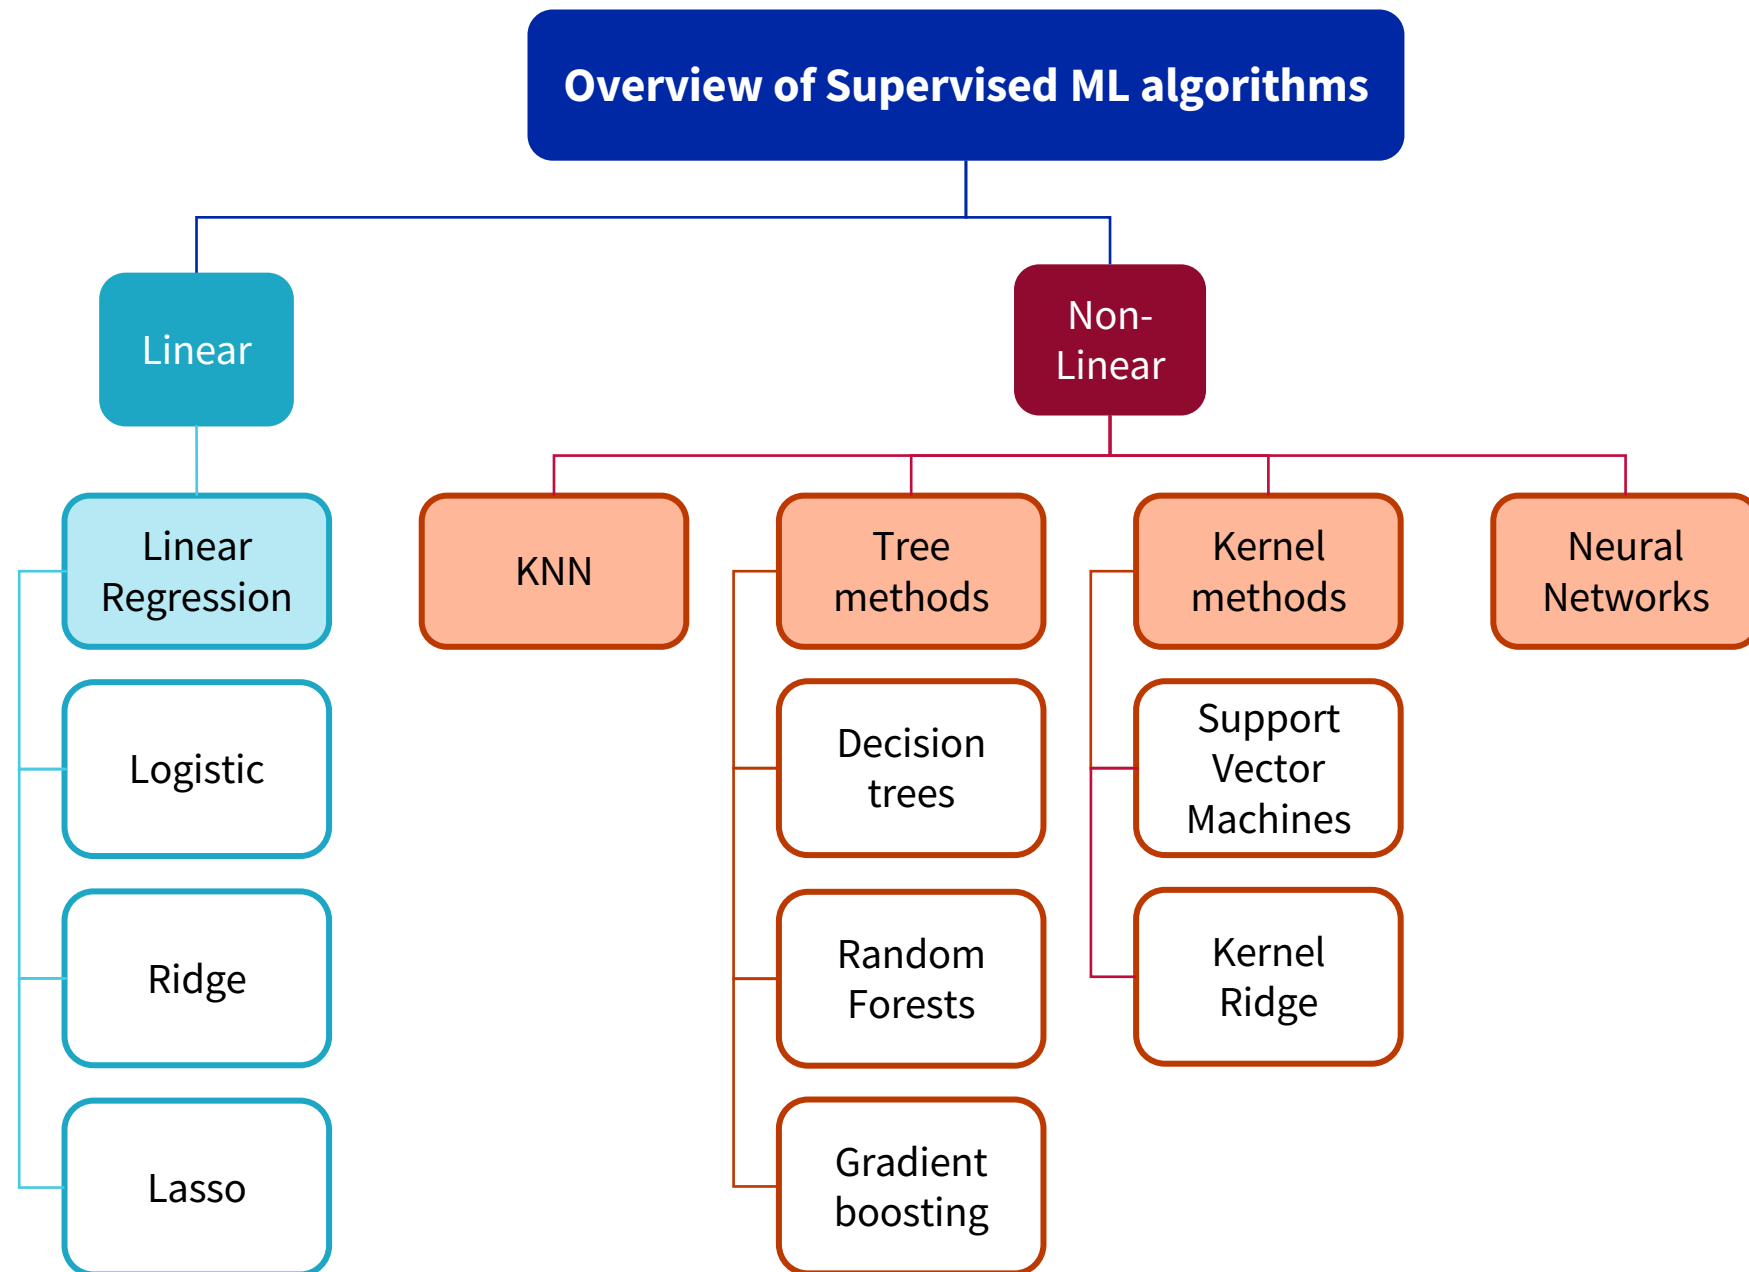 Overview of Supervised ML algorithms
Linear
Non-
Linear
Linear
Regression
KNN
Tree
methods
Kernel
methods
Neural
Networks
Logistic
Decision
trees
Support
Vector
Machines
Ridge
Random
Forests
Kernel
Ridge
Lasso
Gradient
boosting